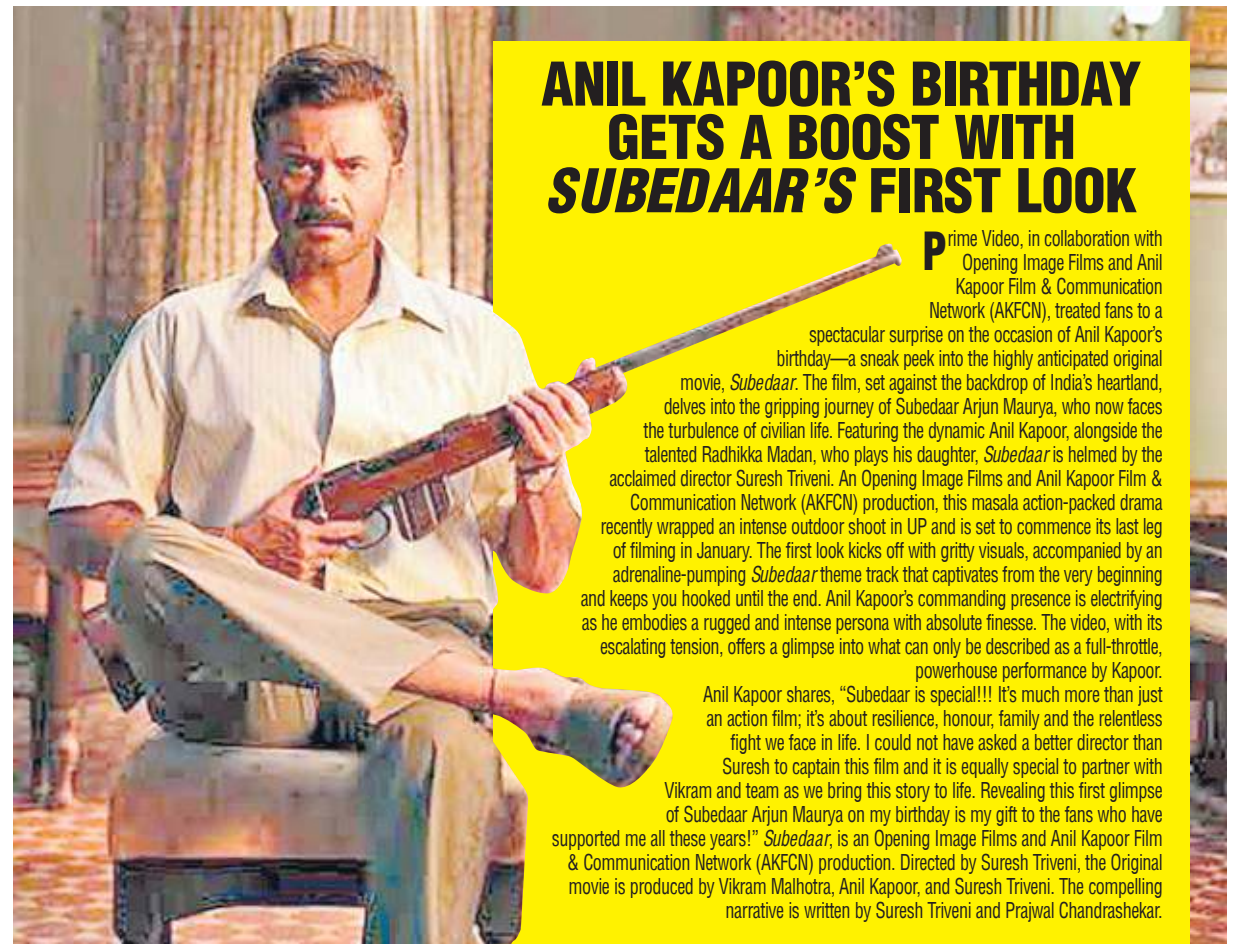 ANIL KAPOOR'S BIRTHDAY
GETS A BOOST WITH
SUBEDAAR'S FIRST LOOK
Prime Video, in collaboration with
Opening Image Films and Anil
Kapoor Film & Communication
Network (AKFCN), treated fans to a
spectacular surprise on the occasion of Anil Kapoor's
birthday—a sneak peek into the highly anticipated original
movie, Subedaar. The film, set against the backdrop of India's heartland,
delves into the gripping journey of Subedaar Arjun Maurya, who now faces
the turbulence of civilian life. Featuring the dynamic Anil Kapoor, alongside the
talented Radhikka Madan, who plays his daughter, Subedaar is helmed by the
acclaimed director Suresh Triveni. An Opening Image Films and Anil Kapoor Film &
Communication Network (AKFCN) production, this masala action-packed drama
recently wrapped an intense outdoor shoot in UP and is set to commence its last leg
of filming in January. The first look kicks off with gritty visuals, accompanied by an
adrenaline-pumping Subedaar theme track that captivates from the very beginning
and keeps you hooked until the end. Anil Kapoor's commanding presence is electrifying
as he embodies a rugged and intense persona with absolute finesse. The video, with its
escalating tension, offers a glimpse into what can only be described as a full-throttle,
powerhouse performance by Kapoor.
Anil Kapoor shares, “Subedaar is special!!! It's much more than just
an action film; it's about resilience, honour, family and the relentless
fight we face in life. I could not have asked a better director than
Suresh to captain this film and it is equally special to partner with
Vikram and team as we bring this story to life. Revealing this first glimpse
of Subedaar Arjun Maurya on my birthday is my gift to the fans who have
supported me all these years!” Subedaar, is an Opening Image Films and Anil Kapoor Film
& Communication Network (AKFCN) production. Directed by Suresh Triveni, the Original
movie is produced by Vikram Malhotra, Anil Kapoor, and Suresh Triveni. The compelling
narrative is written by Suresh Triveni and Prajwal Chandrashekar.